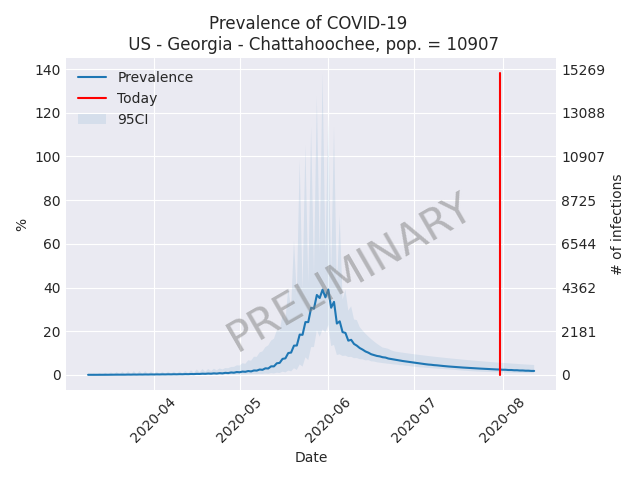 Prevalence of COVID-19
US - Georgia - Chattahoochee, pop. = 10907
Prevalence
Today
95CI
140
120
100
80
60
40
20
0
%
15269
13088
10907
8725
6544
4362
2181
0
# of infections
PRELIMINARY
2020-04
2020-05
2020-06
2020-07
2020-08
Date